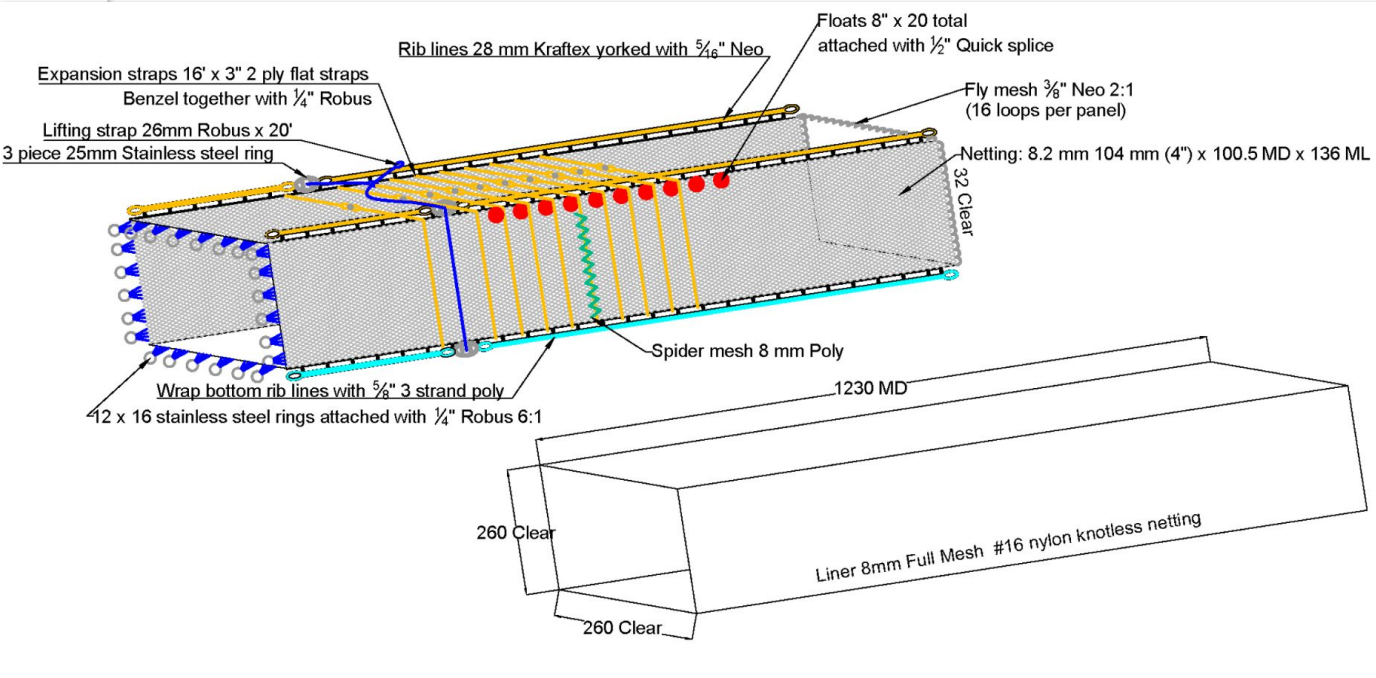 Floats 8" x 20 total
attached with ½" Quick splice
Rib lines 28 mm Kraftex yorked with 5⁄16" Neo
Expansion straps 16' x 3" 2 ply flat straps
Benzel together with ¼" Robus
Fly mesh ⅜" Neo 2:1
(16 loops per panel)
Lifting strap 26mm Robus x 20'
3 piece 25mm Stainless steel ring
Netting: 8.2 mm 104 mm (4") x 100.5 MD x 136 ML
32 Clear
Spider mesh 8 mm Poly
Wrap bottom rib lines with ⅝" 3 strand poly
12 x 16 stainless steel rings attached with ¼" Robus 6:1
1230 MD
260 Clear
Liner 8mm Full Mesh #16 nylon knotless netting
260 Clear